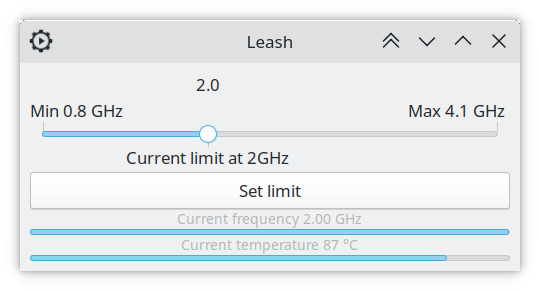 Leash
2.0
Min 0.8 GHz
Max 4.1 GHz
Current limit at 2GHz
Set limit
Current frequency 2.00 GHz
Current temperature 87 °C